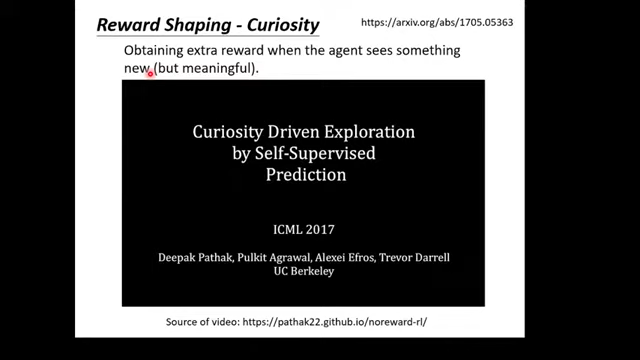 Reward Shaping - Curiosity
https://arxiv.org/abs/1705.05363
Obtaining extra reward when the agent sees something
new (but meaningful).
Curiosity Driven Exploration
by Self-Supervised
Prediction
ICML 2017
Deepak Pathak, Pulkit Agrawal, Alexei Efros, Trevor Darrell
UC Berkeley
Source of video: https://pathak22.github.io/noreward-rl/